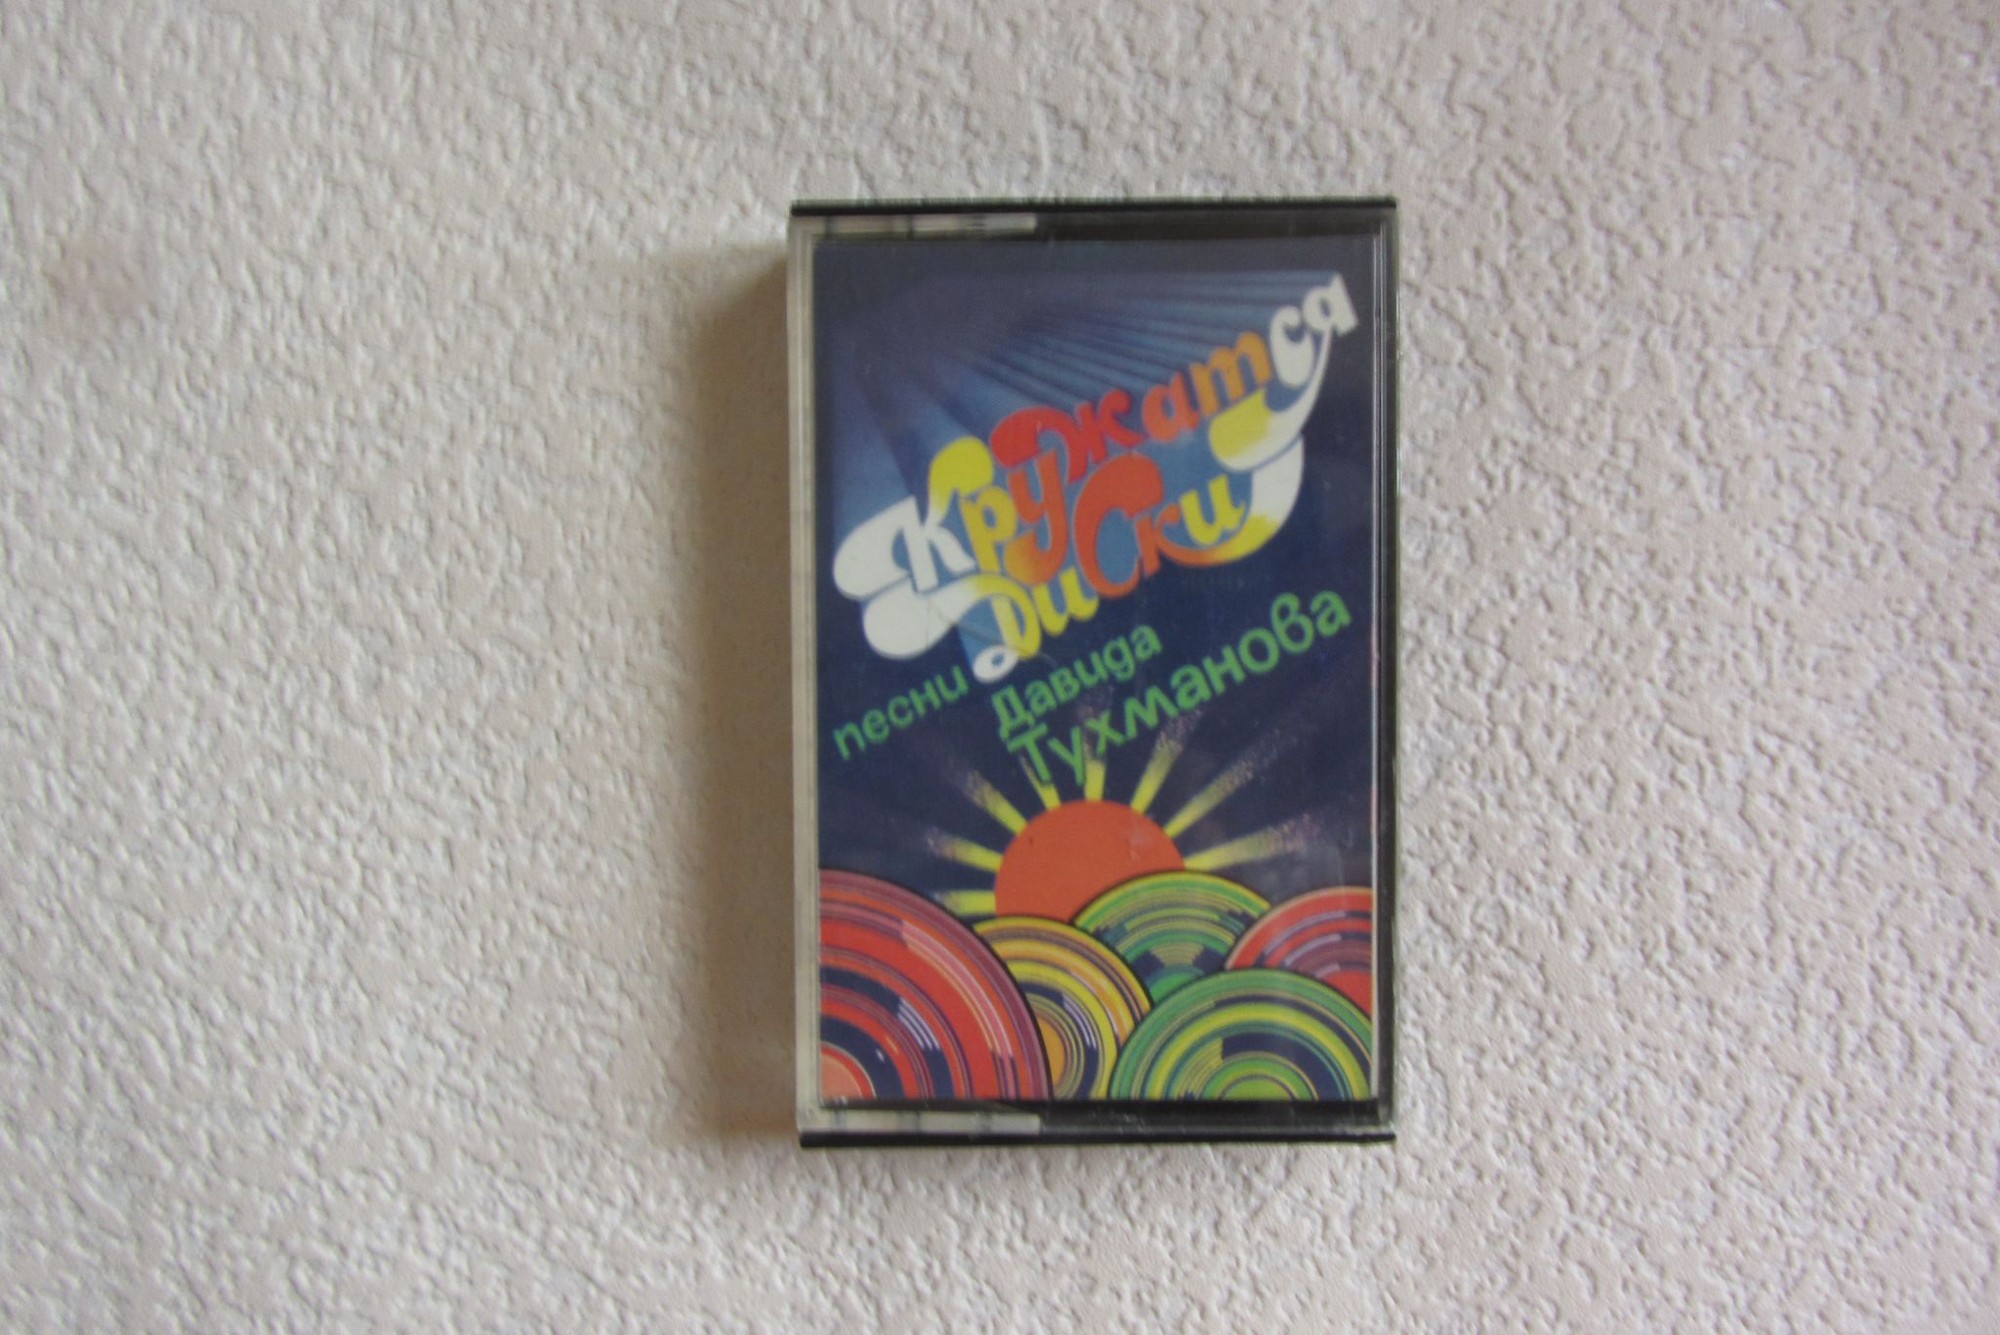 Кружатся
Диски
песни
Давида
Тухманова